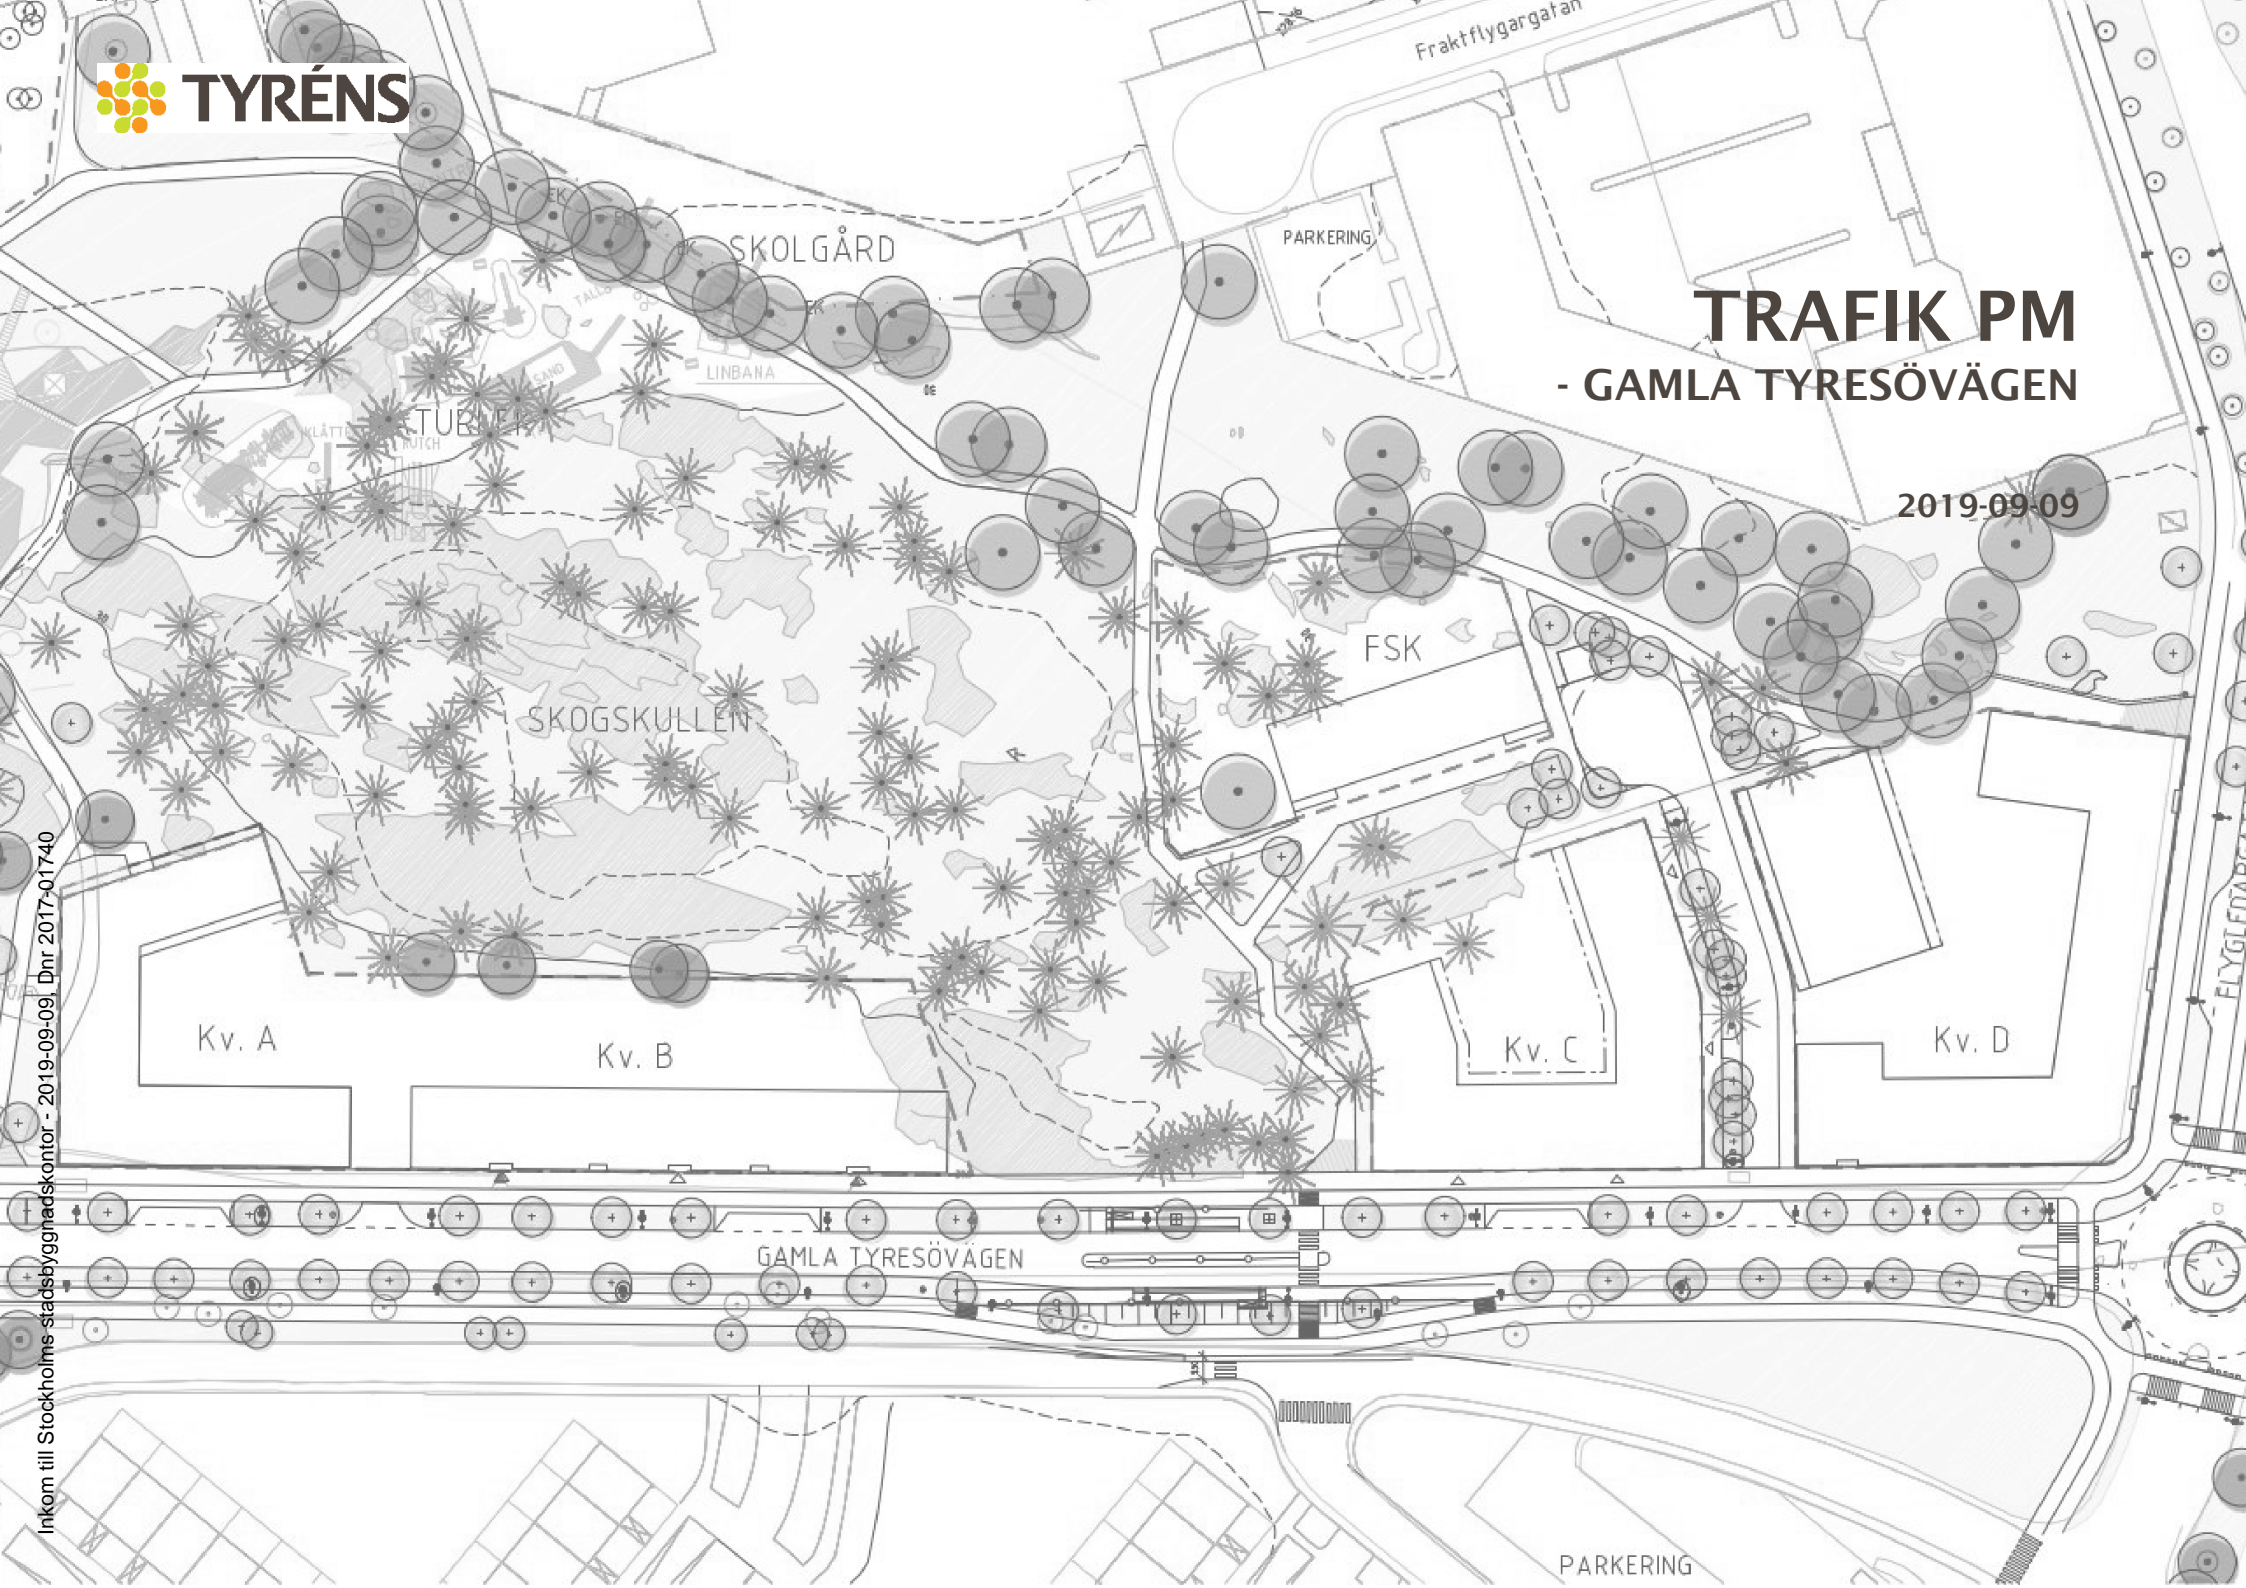 Fraktflygargatan
TYRÉNS
PARKERING
SKOLGÅRD
TRAFIK PM
- GAMLA TYRESÖVÄGEN
LINBANA
SAND
2019-09-09
FSK
SKOGSKULLEN
Kv. A
Kv. B
Kv. C
Kv. D
GAMLA TYRESÖVÄGEN
PARKERING
Inkom till Stockholms stadsbyggnadskontor - 2019-09-09, Dnr 2017-01740